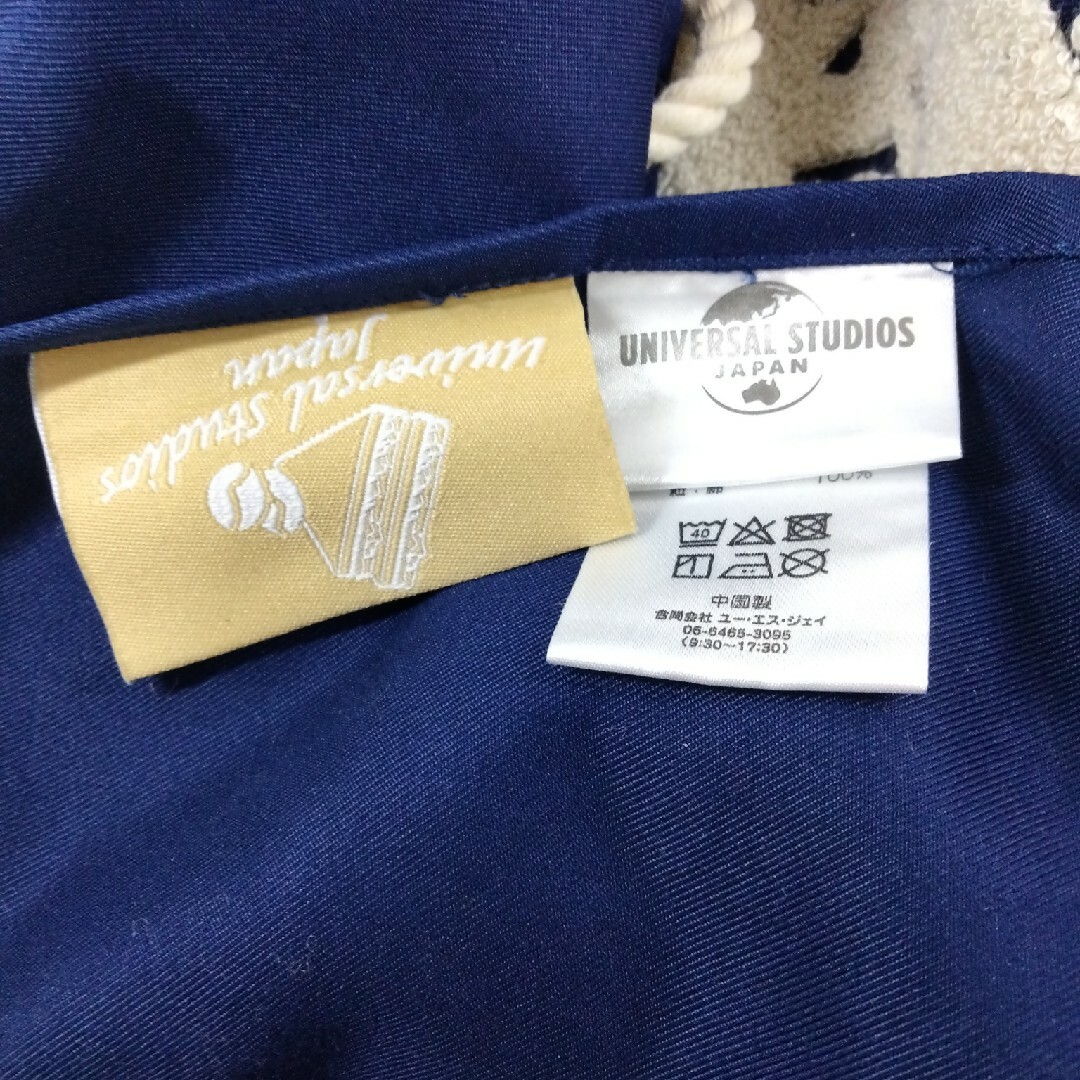 universal studios
Japan
UNIVERSAL STUDIOS
JAPAN
100%
40
中国製
合同会社 ユー・エス・ジェイ
06-6465-3095
(9:30~17:30)